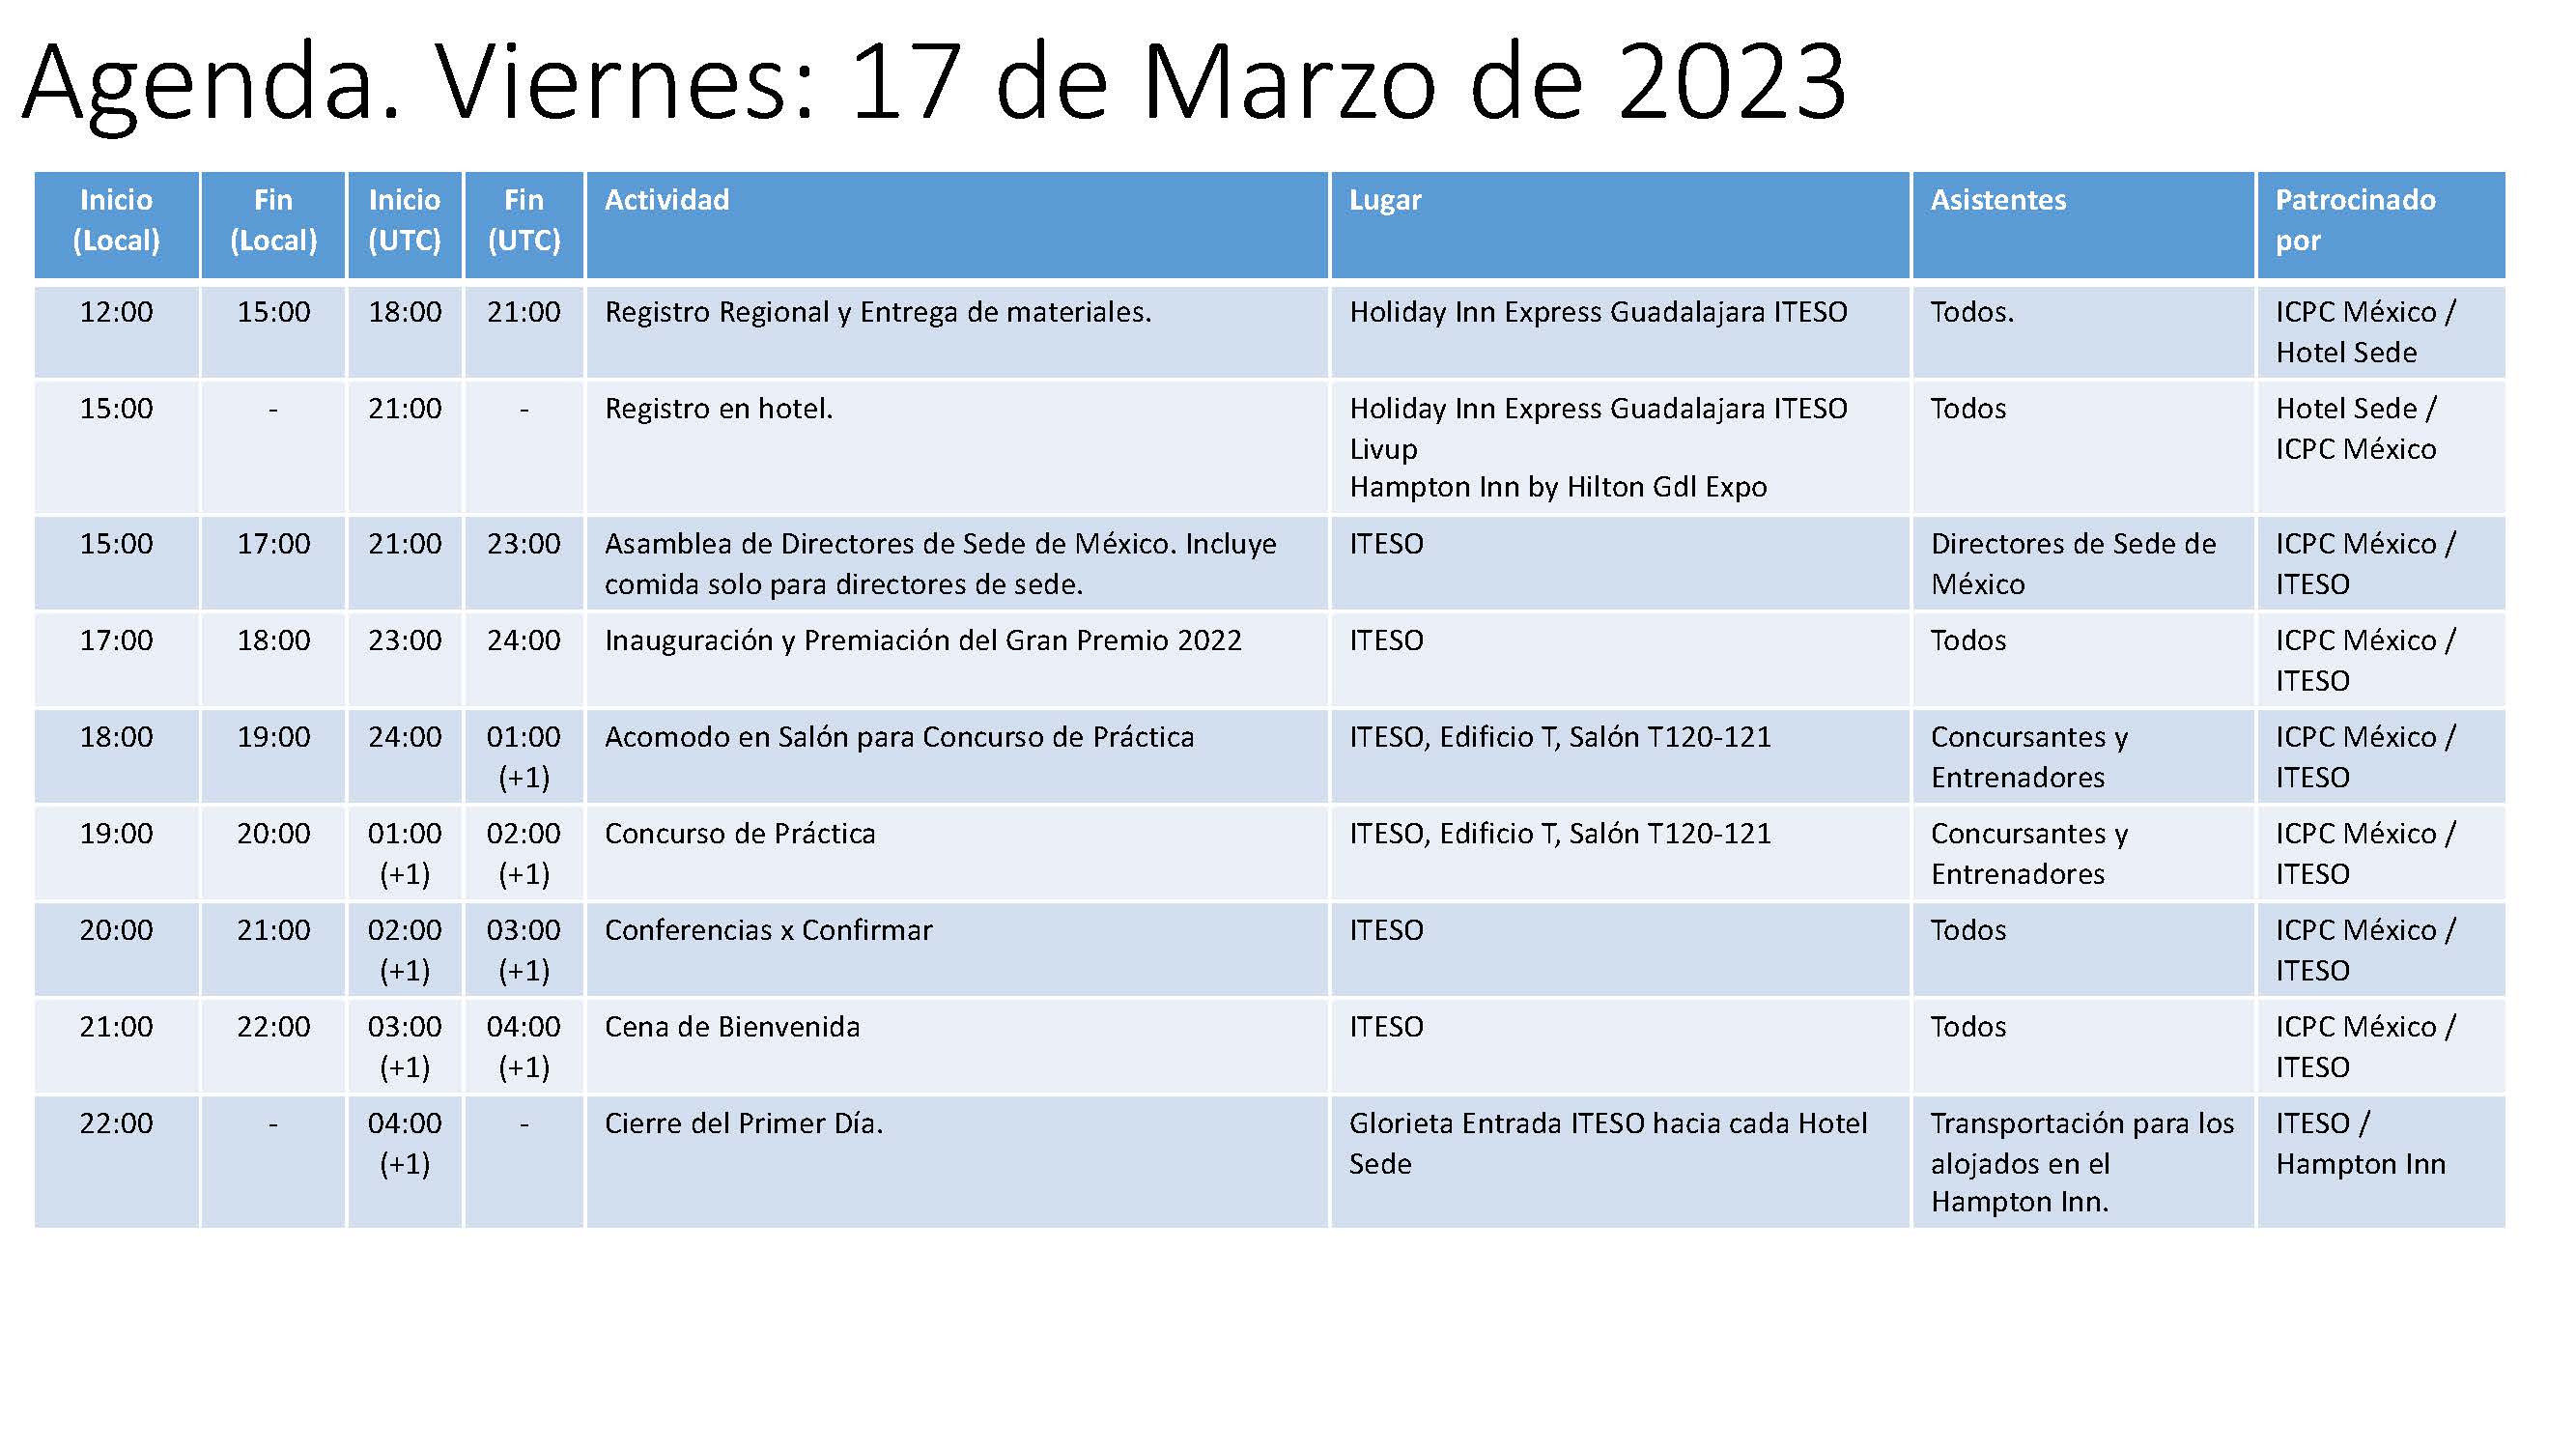 Agenda. Viernes: 17 de Marzo de 2023
Inicio (Local) Fin (Local) Inicio (UTC) Fin (UTC) Actividad Lugar Asistentes Patrocinado por
12:00 15:00 18:00 21:00 Registro Regional y Entrega de materiales. Holiday Inn Express Guadalajara ITESO Todos. ICPC México /
Hotel Sede
15:00 - 21:00 - Registro en hotel. Holiday Inn Express Guadalajara ITESO Todos Hotel Sede /
Livup ICPC México
Hampton Inn by Hilton Gdl Expo
15:00 17:00 21:00 23:00 Asamblea de Directores de Sede de México. Incluye ITESO Directores de Sede de ICPC México /
comida solo para directores de sede. México ITESO
17:00 18:00 23:00 24:00 Inauguración y Premiación del Gran Premio 2022 ITESO Todos ICPC México /
ITESO
18:00 19:00 24:00 01:00 Acomodo en Salón para Concurso de Práctica ITESO, Edificio T, Salón T120-121 Concursantes y ICPC México /
(+1) Entrenadores ITESO
19:00 20:00 01:00 02:00 Concurso de Práctica ITESO, Edificio T, Salón T120-121 Concursantes y ICPC México /
(+1) (+1) Entrenadores ITESO
20:00 21:00 02:00 03:00 Conferencias x Confirmar ITESO Todos ICPC México /
(+1) (+1) ITESO
21:00 22:00 03:00 04:00 Cena de Bienvenida ITESO Todos ICPC México /
(+1) (+1) ITESO
22:00 - 04:00 - Cierre del Primer Día. Glorieta Entrada ITESO hacia cada Hotel Transportación para los ITESO /
(+1) Sede alojados en el Hampton Inn
Hampton Inn.